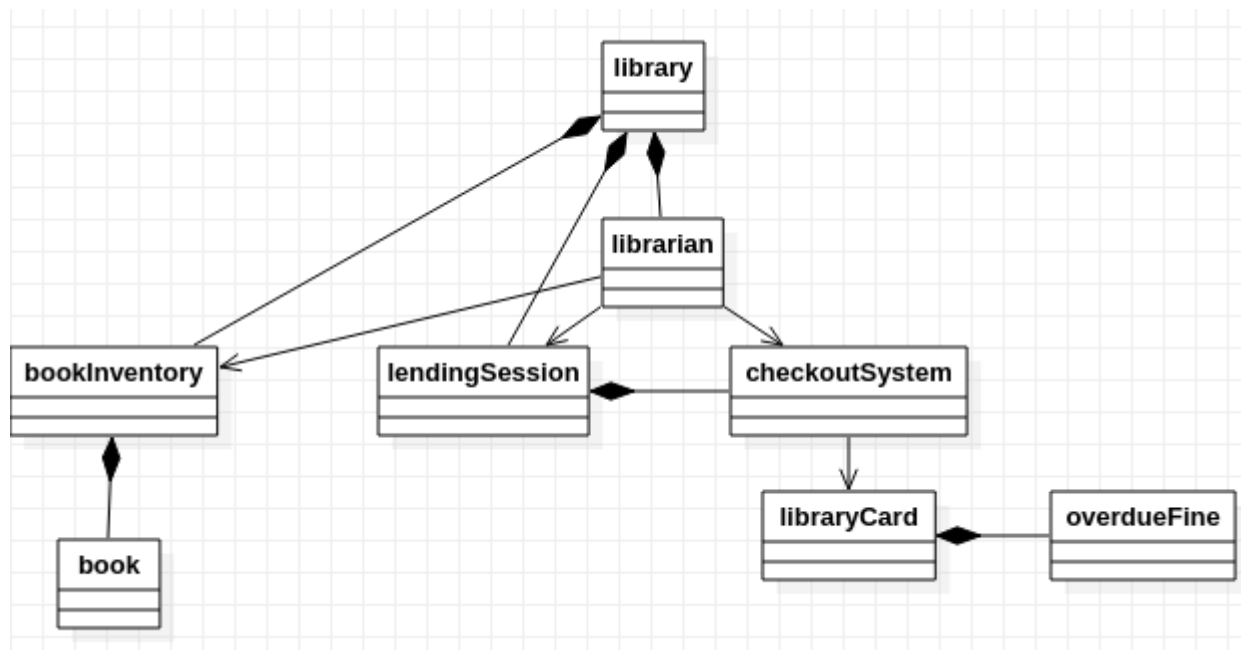 library
librarian
bookInventory
lendingSession
checkoutSystem
libraryCard
overdueFine
book